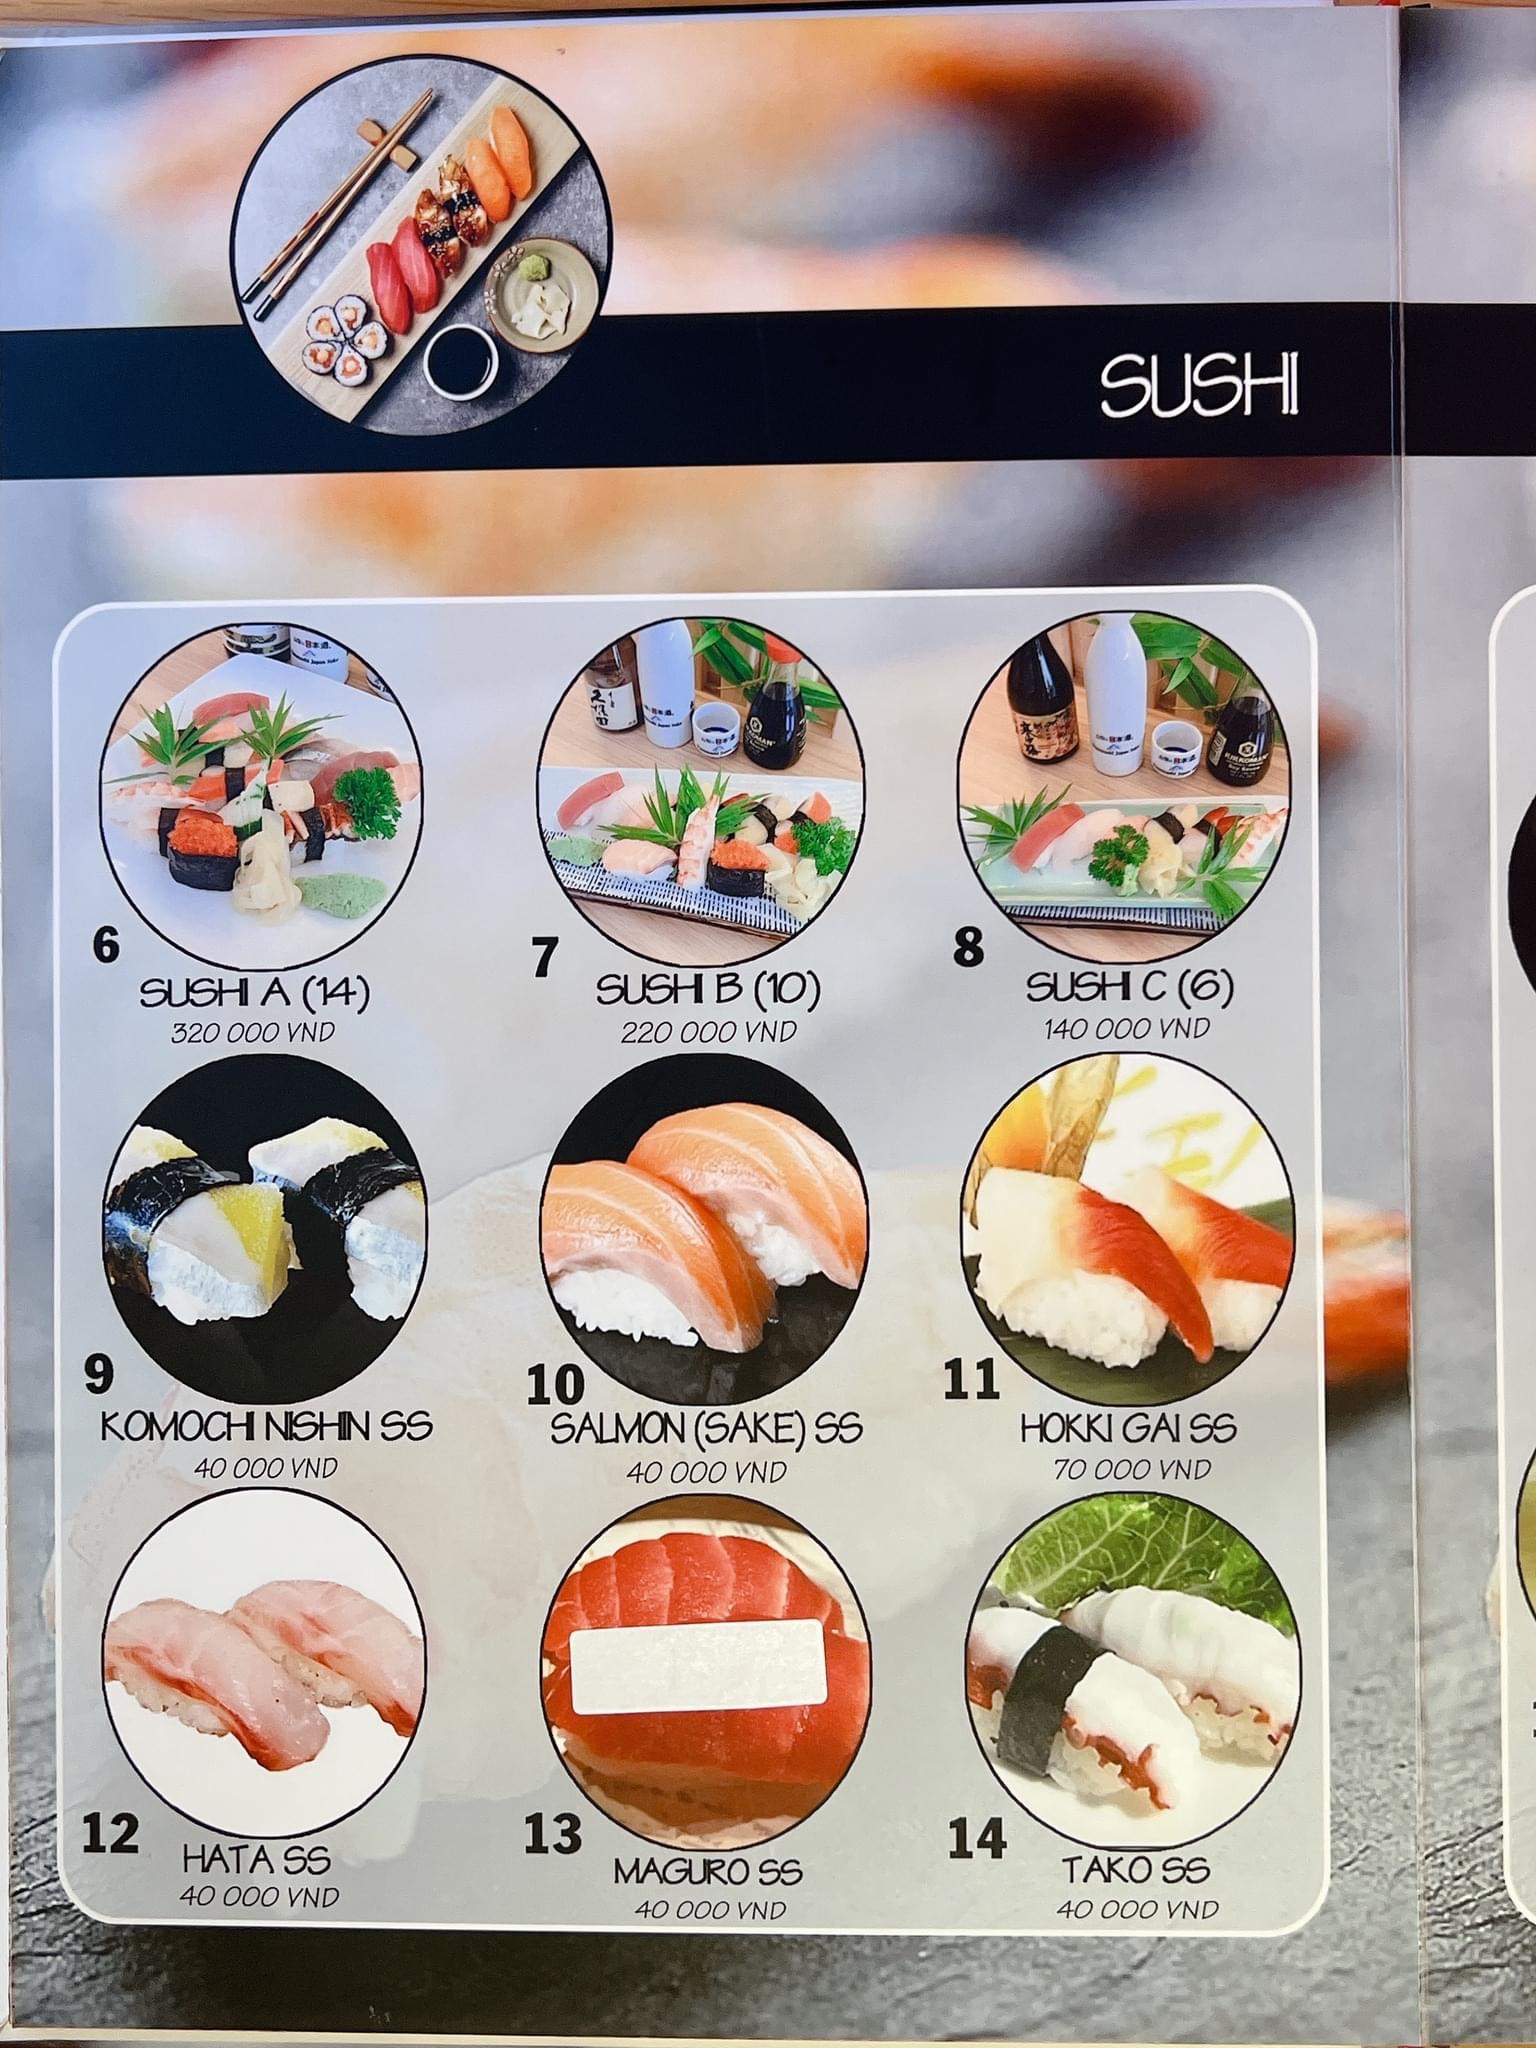 SUSHI
6
SUSHI A (14)
320 000 VND
7
SUSHI B (10)
220 000 VND
8
SUSHI C (6)
140 000 VND
9
KOMOCHI NISHIN SS
40 000 VND
10
SALMON (SAKE) SS
40 000 VND
11
HOKKI GAI SS
70 000 VND
12
HATA SS
40 000 VND
13
MAGURO SS
40 000 VND
14
TAKO SS
40 000 VND